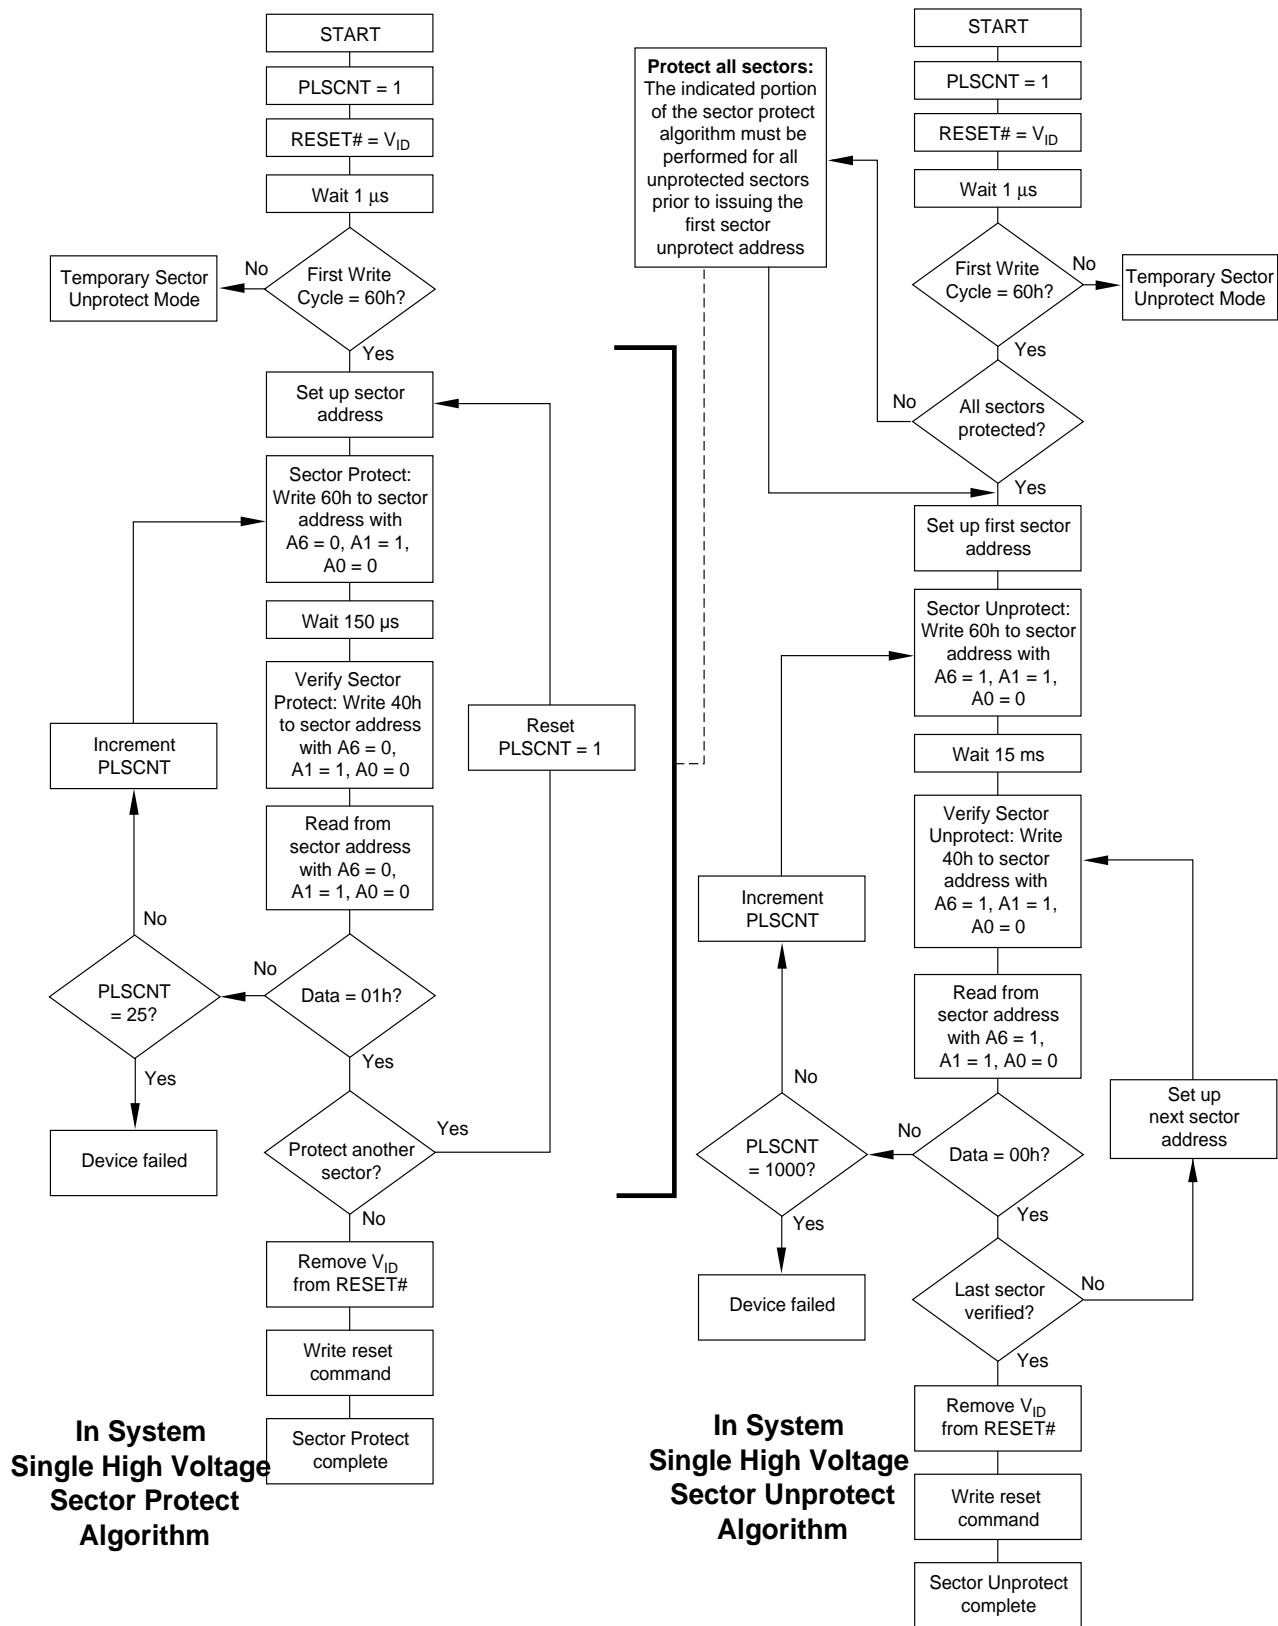 START
PLSCNT = 1
RESET# = VID
Wait 1 μs
First Write
Cycle = 60h?
No
Temporary Sector
Unprotect Mode
Yes
Set up sector
address
Sector Protect:
Write 60h to sector
address with
A6 = 0, A1 = 1,
A0 = 0
Wait 150 µs
Verify Sector
Protect: Write 40h
to sector address
with A6 = 0,
A1 = 1, A0 = 0
Increment
PLSCNT
Reset
PLSCNT = 1
Read from
sector address
with A6 = 0,
A1 = 1, A0 = 0
No
No
PLSCNT
= 25?
Data = 01h?
Yes
Yes
Device failed
Protect another
sector?
Yes
No
Remove VID
from RESET#
Write reset
command
Sector Protect
complete
In System
Single High Voltage
Sector Protect
Algorithm
Protect all sectors:
The indicated portion
of the sector protect
algorithm must be
performed for all
unprotected sectors
prior to issuing the
first sector
unprotect address
START
PLSCNT = 1
RESET# = VID
Wait 1 μs
First Write
Cycle = 60h?
No
Temporary Sector
Unprotect Mode
Yes
No
All sectors
protected?
Yes
Set up first sector
address
Sector Unprotect:
Write 60h to sector
address with
A6 = 1, A1 = 1,
A0 = 0
Wait 15 ms
Verify Sector
Unprotect: Write
40h to sector
address with
A6 = 1, A1 = 1,
A0 = 0
Increment
PLSCNT
Read from
sector address
with A6 = 1,
A1 = 1, A0 = 0
No
Set up
next sector
address
No
PLSCNT
= 1000?
Data = 00h?
Yes
Yes
Device failed
Last sector
verified?
No
Yes
Remove VID
from RESET#
Write reset
command
Sector Unprotect
complete
In System
Single High Voltage
Sector Unprotect
Algorithm